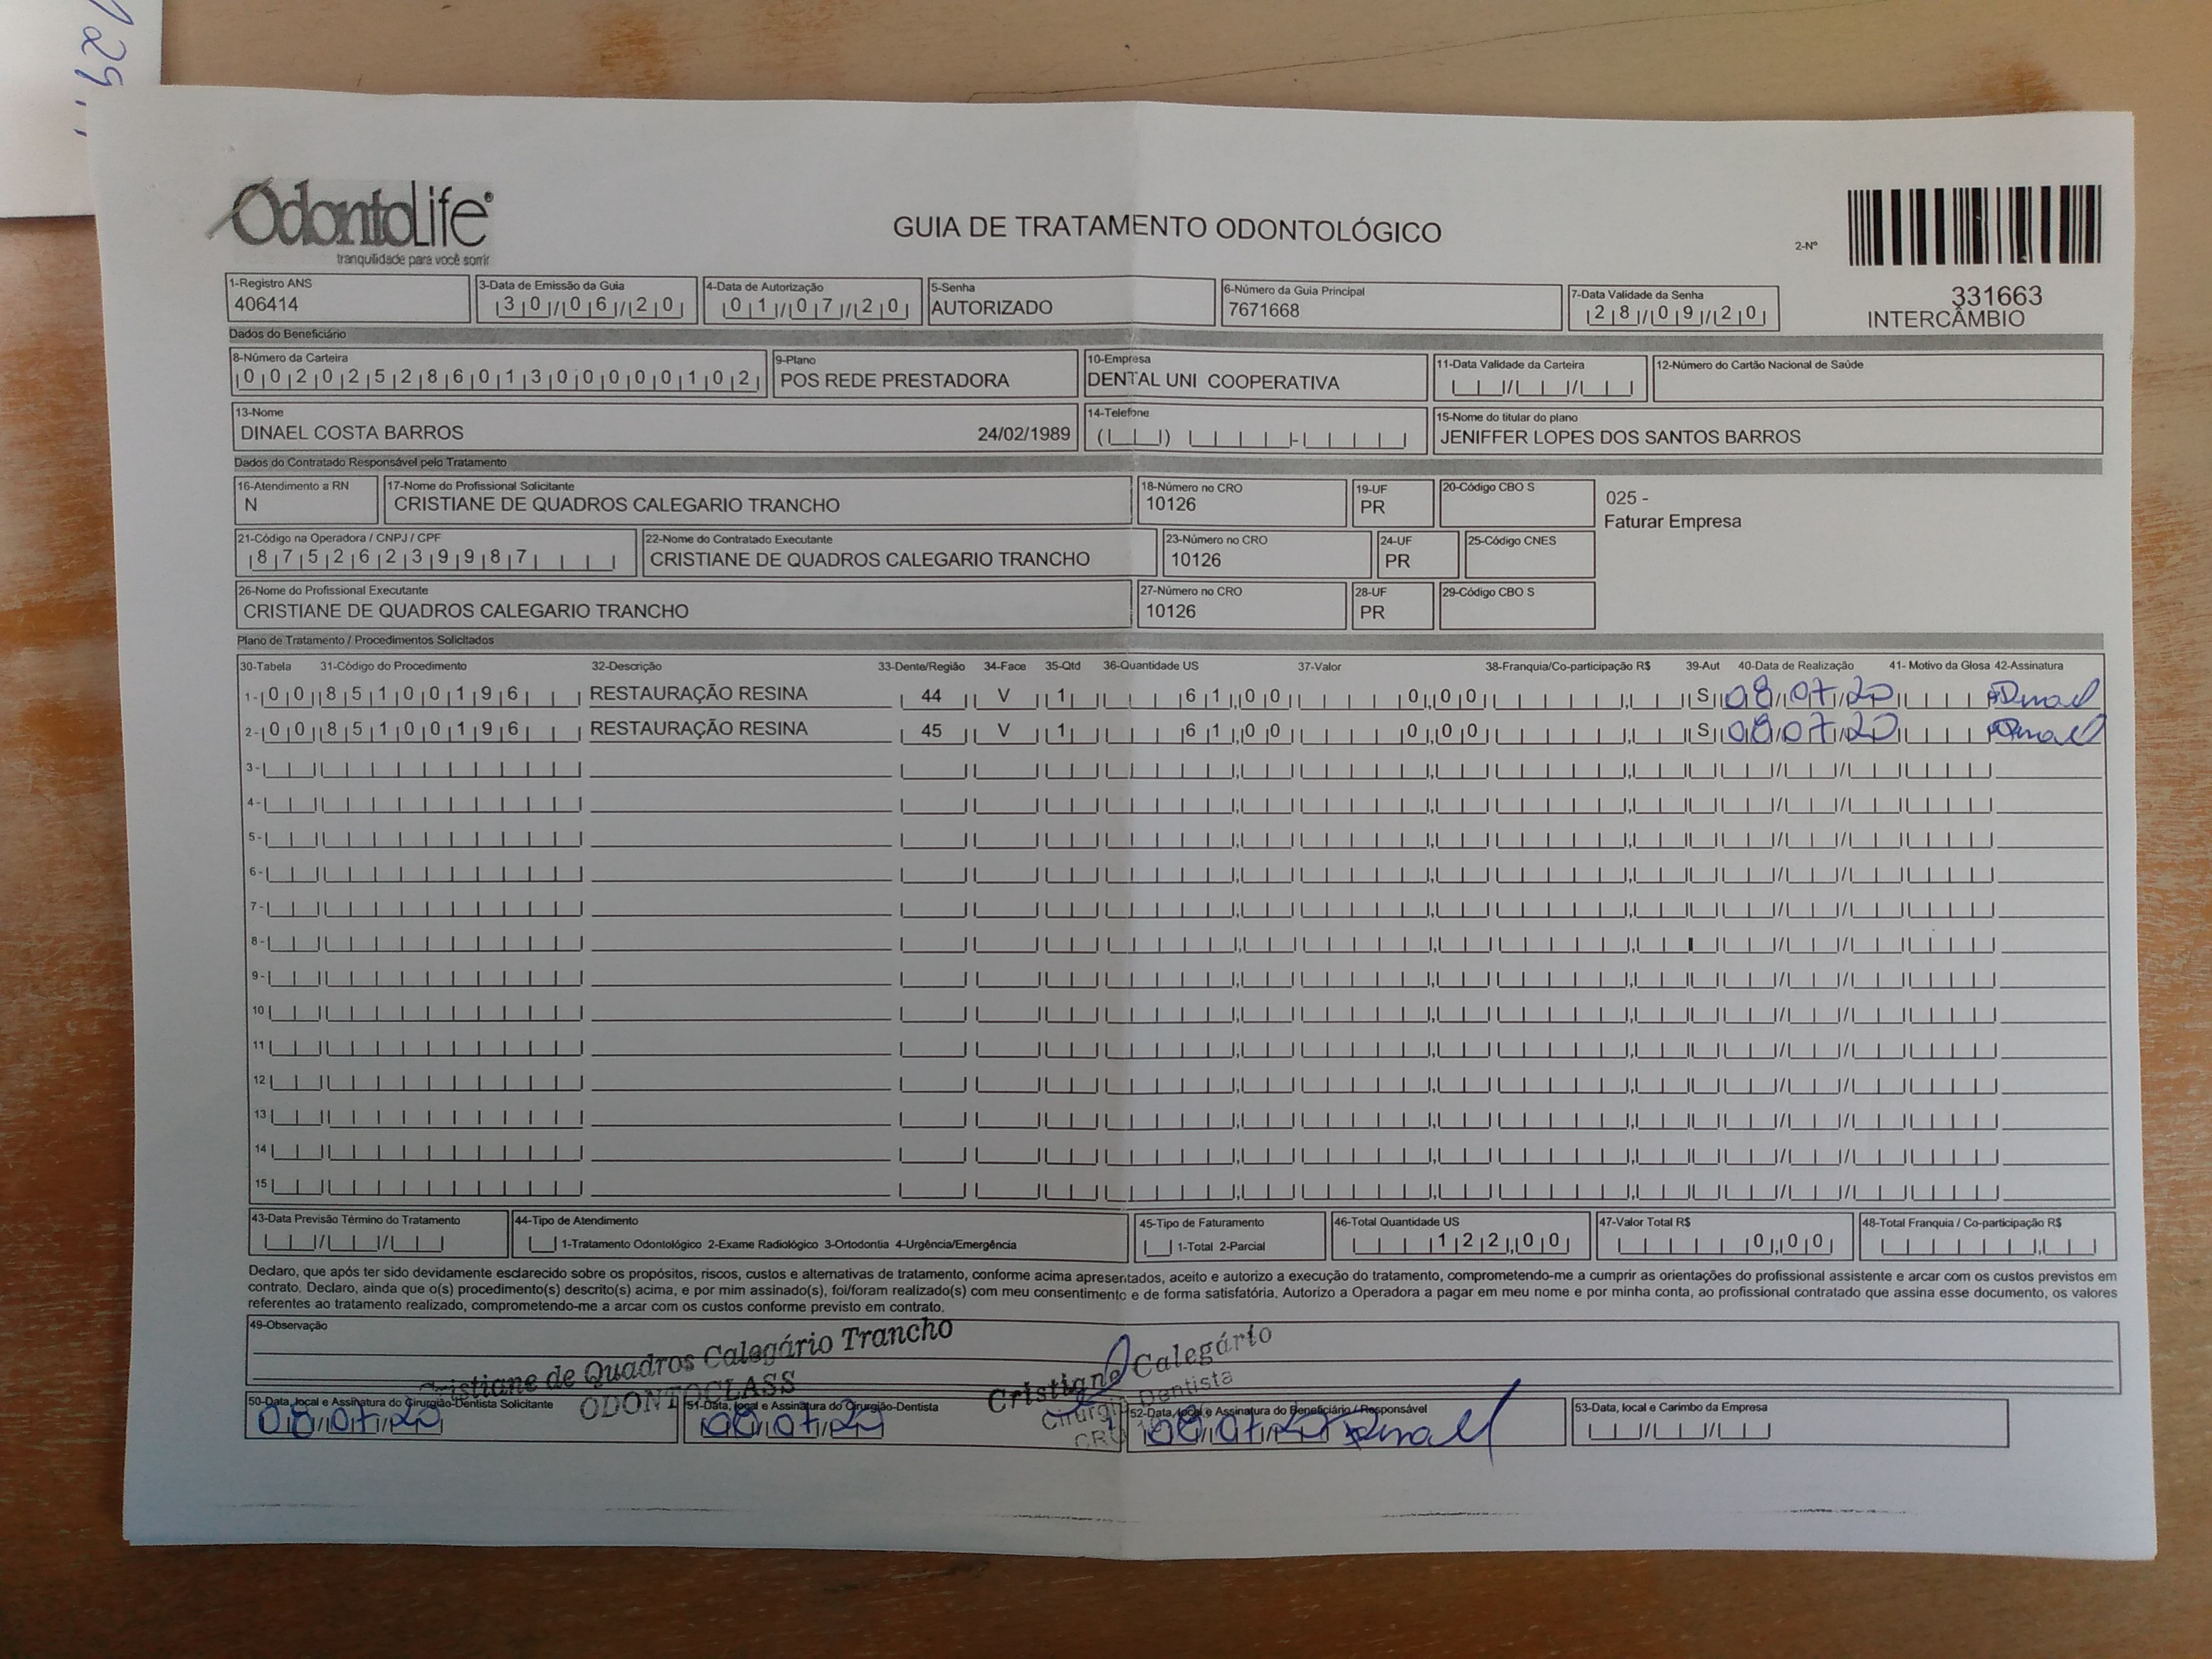 129
OdontoLife®
tranquilidade para você sorrir
GUIA DE TRATAMENTO ODONTOLÓGICO
2-Nº
331663
INTERCÂMBIO
1-Registro ANS
406414
3-Data de Emissão da Guia
30/06/20
4-Data de Autorização
01/07/20
5-Senha
AUTORIZADO
6-Número da Guia Principal
7671668
7-Data Validade da Senha
28/09/20
Dados do Beneficiário
8-Número da Carteira
00202528601300000102
9-Plano
POS REDE PRESTADORA
10-Empresa
DENTAL UNI COOPERATIVA
11-Data Validade da Carteira
12-Número do Cartão Nacional de Saúde
13-Nome
DINAEL COSTA BARROS 24/02/1989
14-Telefone
15-Nome do titular do plano
JENIFFER LOPES DOS SANTOS BARROS
Dados do Contratado Responsável pelo Tratamento
16-Atendimento a RN
N
17-Nome do Profissional Solicitante
CRISTIANE DE QUADROS CALEGARIO TRANCHO
18-Número no CRO
10126
19-UF
PR
20-Código CBO S
025 -
Faturar Empresa
21-Código na Operadora / CNPJ / CPF
87526239987
22-Nome do Contratado Executante
CRISTIANE DE QUADROS CALEGARIO TRANCHO
23-Número no CRO
10126
24-UF
PR
25-Código CNES
26-Nome do Profissional Executante
CRISTIANE DE QUADROS CALEGARIO TRANCHO
27-Número no CRO
10126
28-UF
PR
29-Código CBO S
Plano de Tratamento / Procedimentos Solicitados
30-Tabela 31-Código do Procedimento 32-Descrição 33-Dente/Região 34-Face 35-Qtd 36-Quantidade US 37-Valor 38-Franquia/Co-participação R$ 39-Aut 40-Data de Realização 41- Motivo da Glosa 42-Assinatura
1- 00 85100196 RESTAURAÇÃO RESINA 44 V 1 61,00 0,00 S 08/07/20 Dinael
2- 00 85100196 RESTAURAÇÃO RESINA 45 V 1 61,00 0,00 S 08/07/20 Dinael
3-
4-
5-
6-
7-
8-
9-
10
11
12
13
14
15
43-Data Previsão Término do Tratamento
44-Tipo de Atendimento
1-Tratamento Odontológico 2-Exame Radiológico 3-Ortodontia 4-Urgência/Emergência
45-Tipo de Faturamento
1-Total 2-Parcial
46-Total Quantidade US
122,00
47-Valor Total R$
0,00
48-Total Franquia / Co-participação R$
Declaro, que após ter sido devidamente esclarecido sobre os propósitos, riscos, custos e alternativas de tratamento, conforme acima apresentados, aceito e autorizo a execução do tratamento, comprometendo-me a cumprir as orientações do profissional assistente e arcar com os custos previstos em
contrato. Declaro, ainda que o(s) procedimento(s) descrito(s) acima, e por mim assinado(s), foi/foram realizado(s) com meu consentimento e de forma satisfatória. Autorizo a Operadora a pagar em meu nome e por minha conta, ao profissional contratado que assina esse documento, os valores
referentes ao tratamento realizado, comprometendo-me a arcar com os custos conforme previsto em contrato.
49-Observação
Cristiane de Quadros Calegário Trancho
ODONTOCLASS
Cristiane Calegário
Cirurgiã Dentista
CRO
50-Data, local e Assinatura do Cirurgião-Dentista Solicitante
08/07/20
51-Data, local e Assinatura do Cirurgião-Dentista
08/07/20
52-Data, local e Assinatura do Beneficiário / Responsável
08/07/20 Dinael
53-Data, local e Carimbo da Empresa